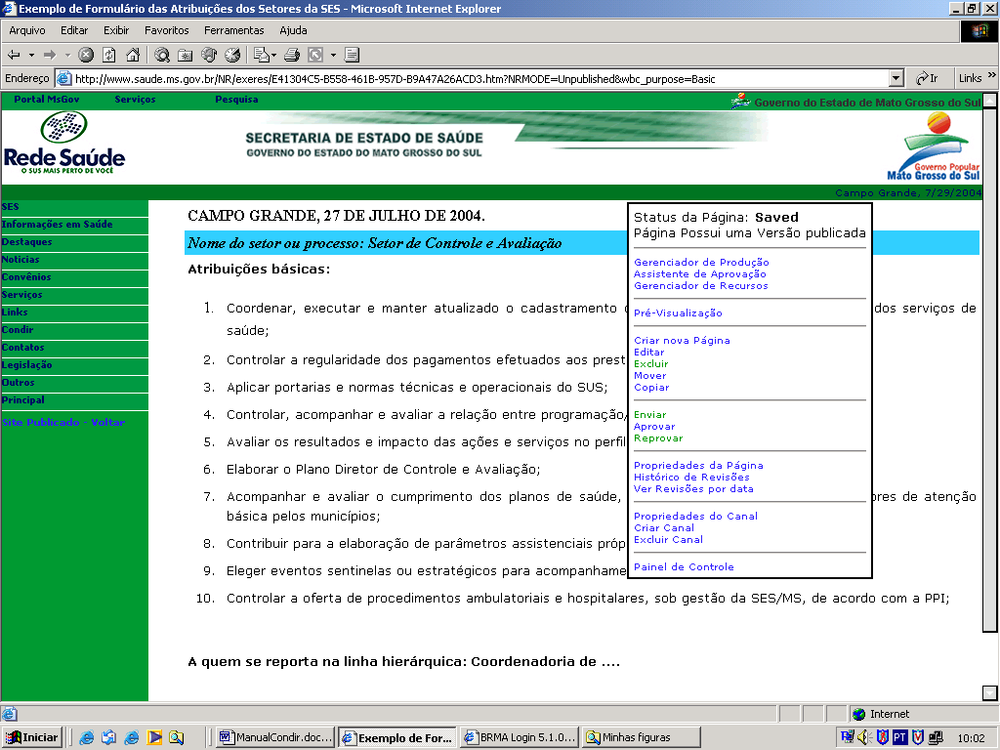 Exemplo de Formulário das Atribuições dos Setores da SES - Microsoft Internet Explorer
Arquivo Editar Exibir Favoritos Ferramentas Ajuda
Endereço http://www.saude.ms.gov.br/NR/exeres/E41304C5-B558-461B-957D-B9A47A26ACD3.htm?NRMODE=Unpublished&wbc_purpose=Basic Ir Links »
Portal MsGov Serviços Pesquisa Governo do Estado de Mato Grosso do Sul
Rede Saúde
O SUS MAIS PERTO DE VOCÊ
SECRETARIA DE ESTADO DE SAÚDE
GOVERNO DO ESTADO DO MATO GROSSO DO SUL
Governo Popular
Mato Grosso do Sul
Campo Grande, 7/29/2004
SES
Informações em Saúde
Destaques
Notícias
Convênios
Serviços
Links
Condir
Contatos
Legislação
Outros
Principal
Site Publicado - Voltar
CAMPO GRANDE, 27 DE JULHO DE 2004.
Nome do setor ou processo: Setor de Controle e Avaliação
Atribuições básicas:
1. Coordenar, executar e manter atualizado o cadastramento dos serviços de
saúde;
2. Controlar a regularidade dos pagamentos efetuados aos prest
3. Aplicar portarias e normas técnicas e operacionais do SUS;
4. Controlar, acompanhar e avaliar a relação entre programação/
5. Avaliar os resultados e impacto das ações e serviços no perfil
6. Elaborar o Plano Diretor de Controle e Avaliação;
7. Acompanhar e avaliar o cumprimento dos planos de saúde, ores de atenção
básica pelos municípios;
8. Contribuir para a elaboração de parâmetros assistenciais próp
9. Eleger eventos sentinelas ou estratégicos para acompanhame
10. Controlar a oferta de procedimentos ambulatoriais e hospitalares, sob gestão da SES/MS, de acordo com a PPI;
A quem se reporta na linha hierárquica: Coordenadoria de ....
Status da Página: Saved
Página Possui uma Versão publicada
Gerenciador de Produção
Assistente de Aprovação
Gerenciador de Recursos
Pré-Visualização
Criar nova Página
Editar
Excluir
Mover
Copiar
Enviar
Aprovar
Reprovar
Propriedades da Página
Histórico de Revisões
Ver Revisões por data
Propriedades do Canal
Criar Canal
Excluir Canal
Painel de Controle
Internet
Iniciar ManualCondir.doc... Exemplo de For... BRMA Login 5.1.0... Minhas figuras PT 10:02